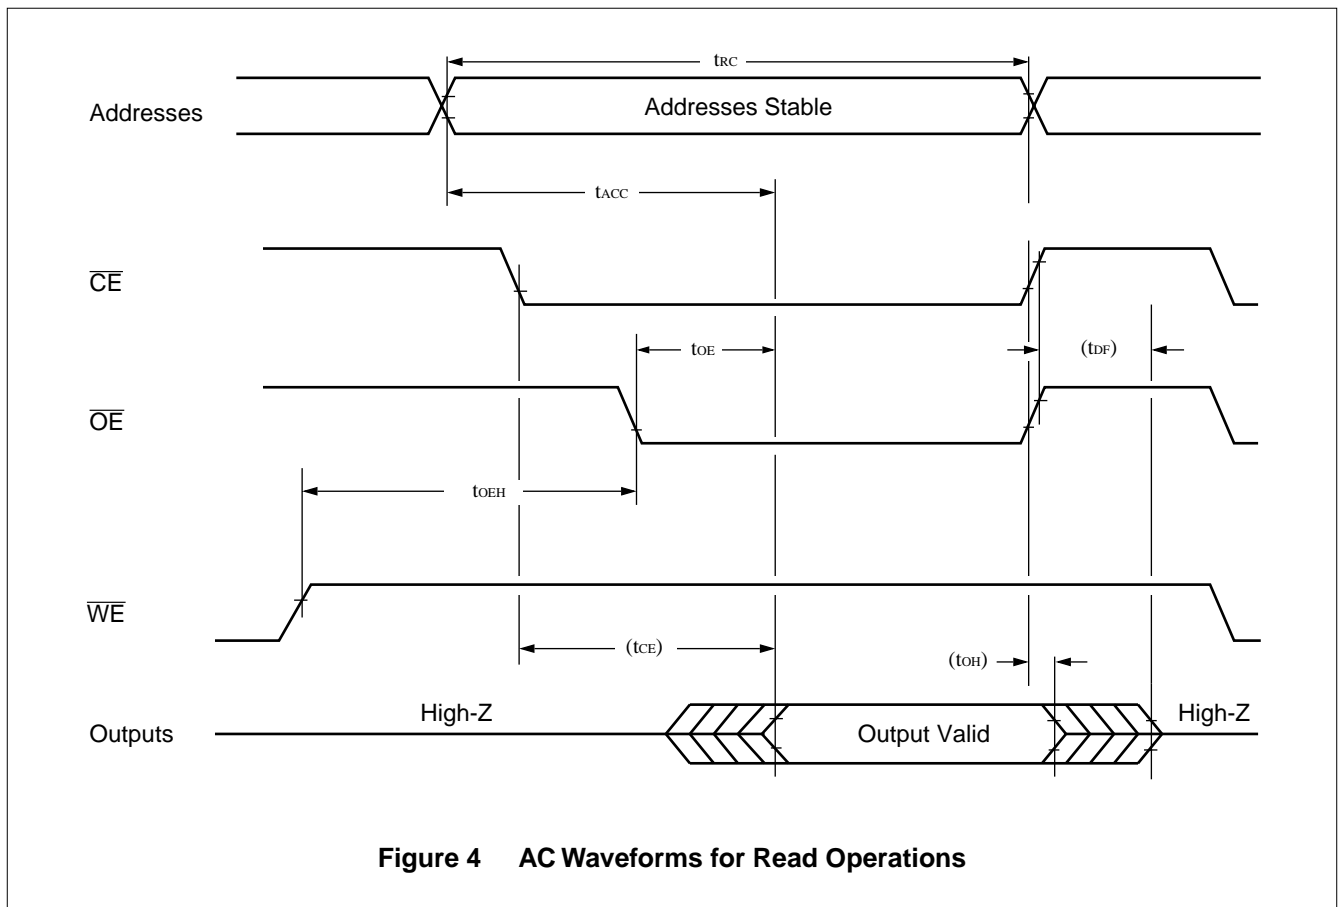 tRC
Addresses
Addresses Stable
tACC
CE
tOE
(tDF)
OE
tOEH
WE
(tCE)
(tOH)
High-Z
High-Z
Outputs
Output Valid
Figure 4 AC Waveforms for Read Operations